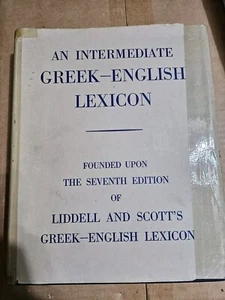 AN INTERMEDIATE
GREEK—ENGLISH
LEXICON
FOUNDED UPON
THE SEVENTH EDITION
OF
LIDDELL AND SCOTT'S
GREEK—ENGLISH LEXICON